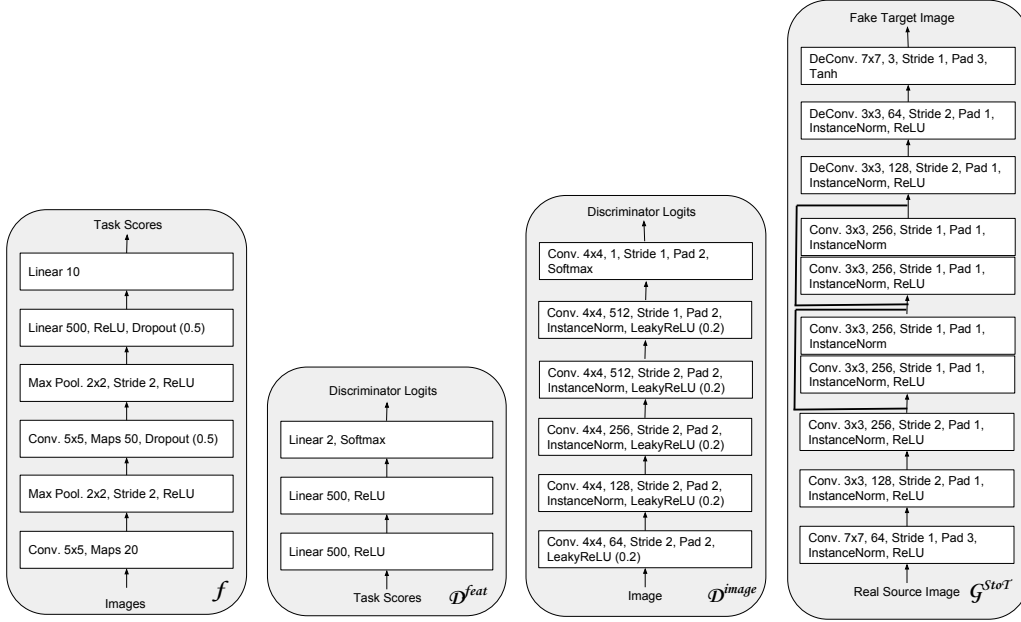 Task Scores
Linear 10
Linear 500, ReLU, Dropout (0.5)
Max Pool. 2x2, Stride 2, ReLU
Conv. 5x5, Maps 50, Dropout (0.5)
Max Pool. 2x2, Stride 2, ReLU
Conv. 5x5, Maps 20
Images
f
Discriminator Logits
Linear 2, Softmax
Linear 500, ReLU
Linear 500, ReLU
Task Scores
D^feat
Discriminator Logits
Conv. 4x4, 1, Stride 1, Pad 2,
Softmax
Conv. 4x4, 512, Stride 1, Pad 2,
InstanceNorm, LeakyReLU (0.2)
Conv. 4x4, 512, Stride 2, Pad 2,
InstanceNorm, LeakyReLU (0.2)
Conv. 4x4, 256, Stride 2, Pad 2,
InstanceNorm, LeakyReLU (0.2)
Conv. 4x4, 128, Stride 2, Pad 2,
InstanceNorm, LeakyReLU (0.2)
Conv. 4x4, 64, Stride 2, Pad 2,
LeakyReLU (0.2)
Image
D^image
Fake Target Image
DeConv. 7x7, 3, Stride 1, Pad 3,
Tanh
DeConv. 3x3, 64, Stride 2, Pad 1,
InstanceNorm, ReLU
DeConv. 3x3, 128, Stride 2, Pad 1,
InstanceNorm, ReLU
Conv. 3x3, 256, Stride 1, Pad 1,
InstanceNorm
Conv. 3x3, 256, Stride 1, Pad 1,
InstanceNorm, ReLU
Conv. 3x3, 256, Stride 1, Pad 1,
InstanceNorm
Conv. 3x3, 256, Stride 1, Pad 1,
InstanceNorm, ReLU
Conv. 3x3, 256, Stride 2, Pad 1,
InstanceNorm, ReLU
Conv. 3x3, 128, Stride 2, Pad 1,
InstanceNorm, ReLU
Conv. 7x7, 64, Stride 1, Pad 3,
InstanceNorm, ReLU
Real Source Image
G^StoT